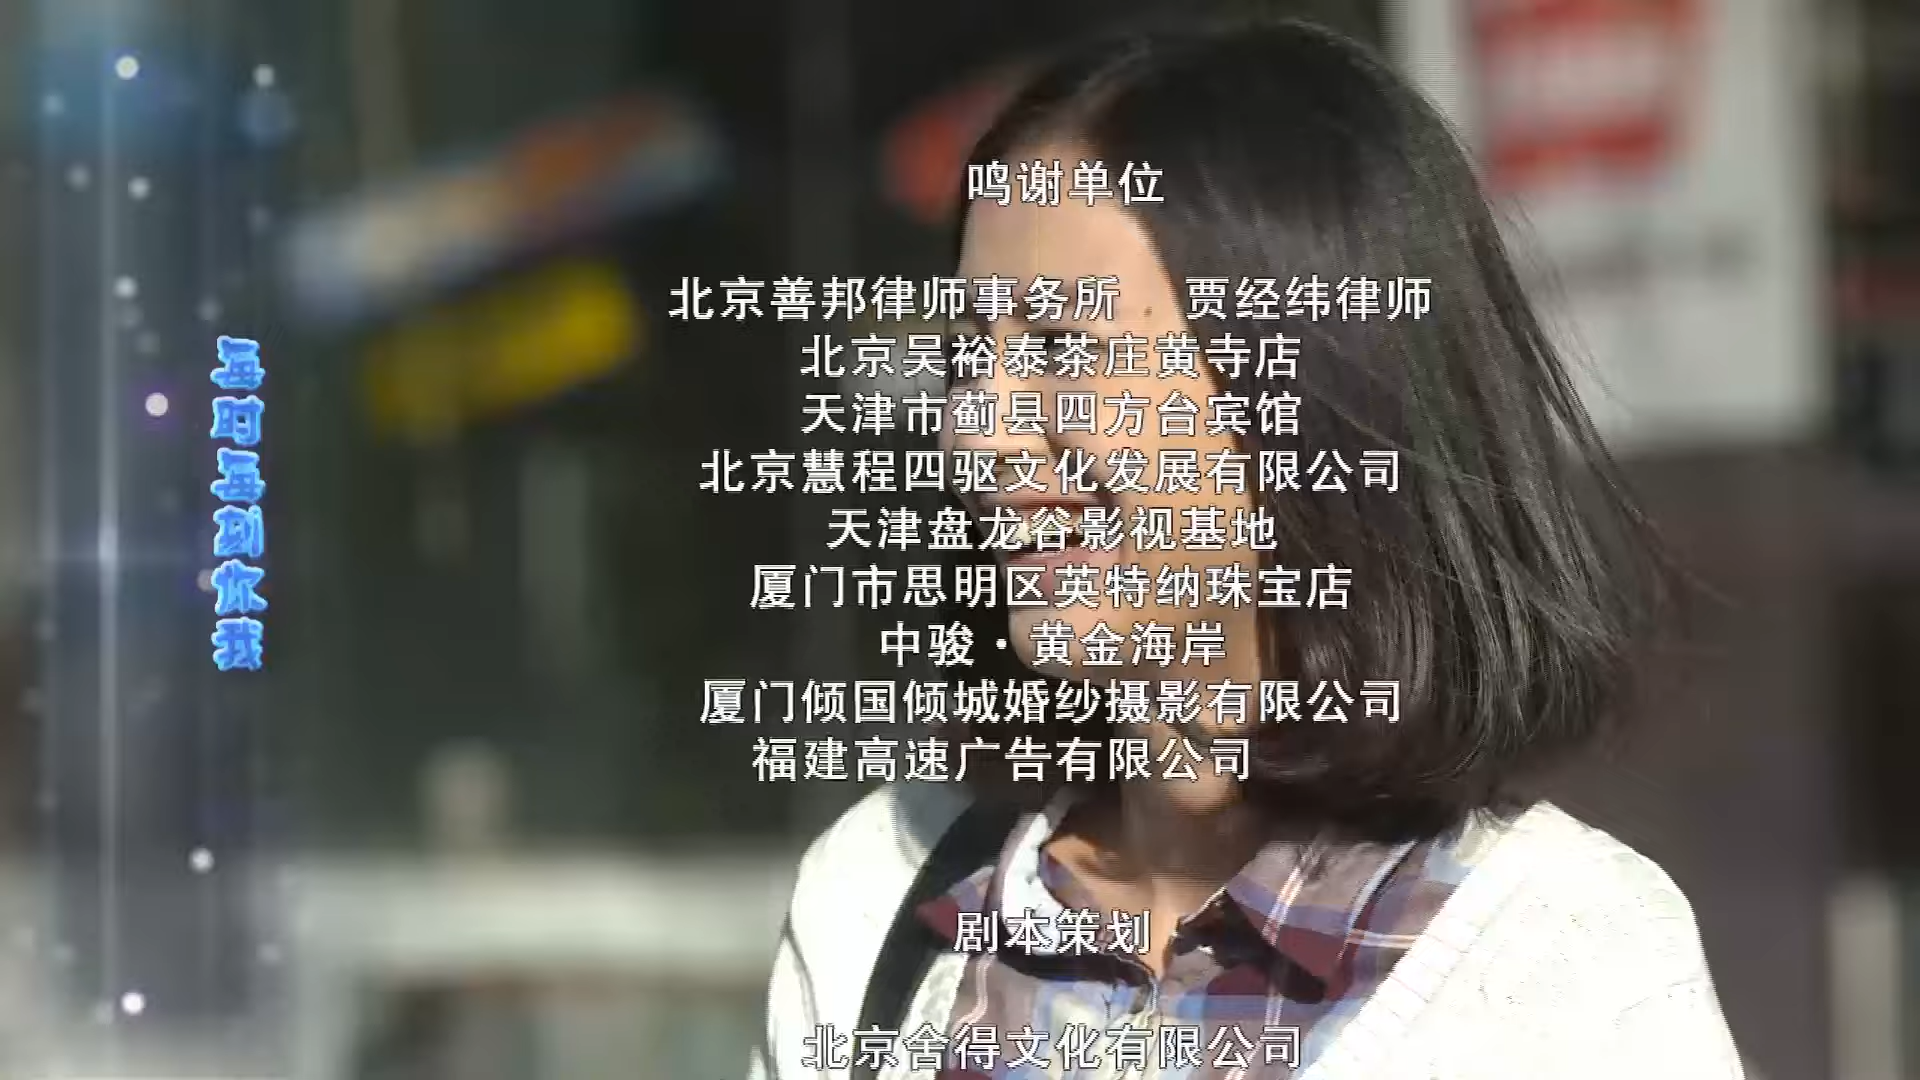 鸣谢单位
北京善邦律师事务所 贾经纬律师
北京吴裕泰茶庄黄寺店
天津市蓟县四方台宾馆
北京慧程四驱文化发展有限公司
天津盘龙谷影视基地
厦门市思明区英特纳珠宝店
中骏·黄金海岸
厦门倾国倾城婚纱摄影有限公司
福建高速广告有限公司
剧本策划
北京舍得文化有限公司
每时每刻你我